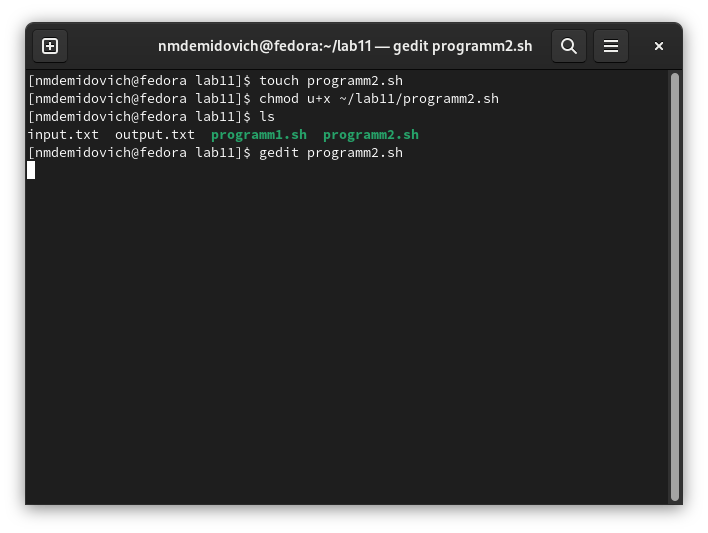 nmdemidovich@fedora:~/lab11 — gedit programm2.sh
[nmdemidovich@fedora lab11]$ touch programm2.sh
[nmdemidovich@fedora lab11]$ chmod u+x ~/lab11/programm2.sh
[nmdemidovich@fedora lab11]$ ls
input.txt  output.txt  programm1.sh  programm2.sh
[nmdemidovich@fedora lab11]$ gedit programm2.sh